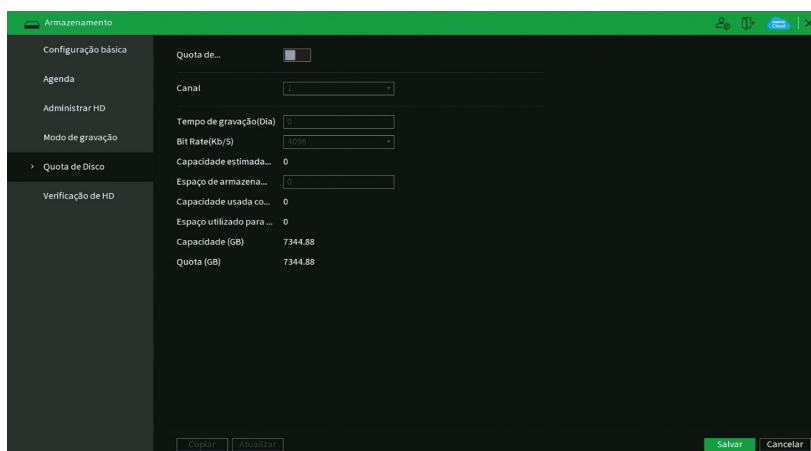 Armazenamento
Configuração básica
Agenda
Administrar HD
Modo de gravação
Quota de Disco
Verificação de HD
Quota de...
Canal 1
Tempo de gravação(Dia) 0
Bit Rate(Kb/S) 4096
Capacidade estimada... 0
Espaço de armazena... 0
Capacidade usada co... 0
Espaço utilizado para ... 0
Capacidade (GB) 7344.88
Quota (GB) 7344.88
Copiar Atualizar Salvar Cancelar